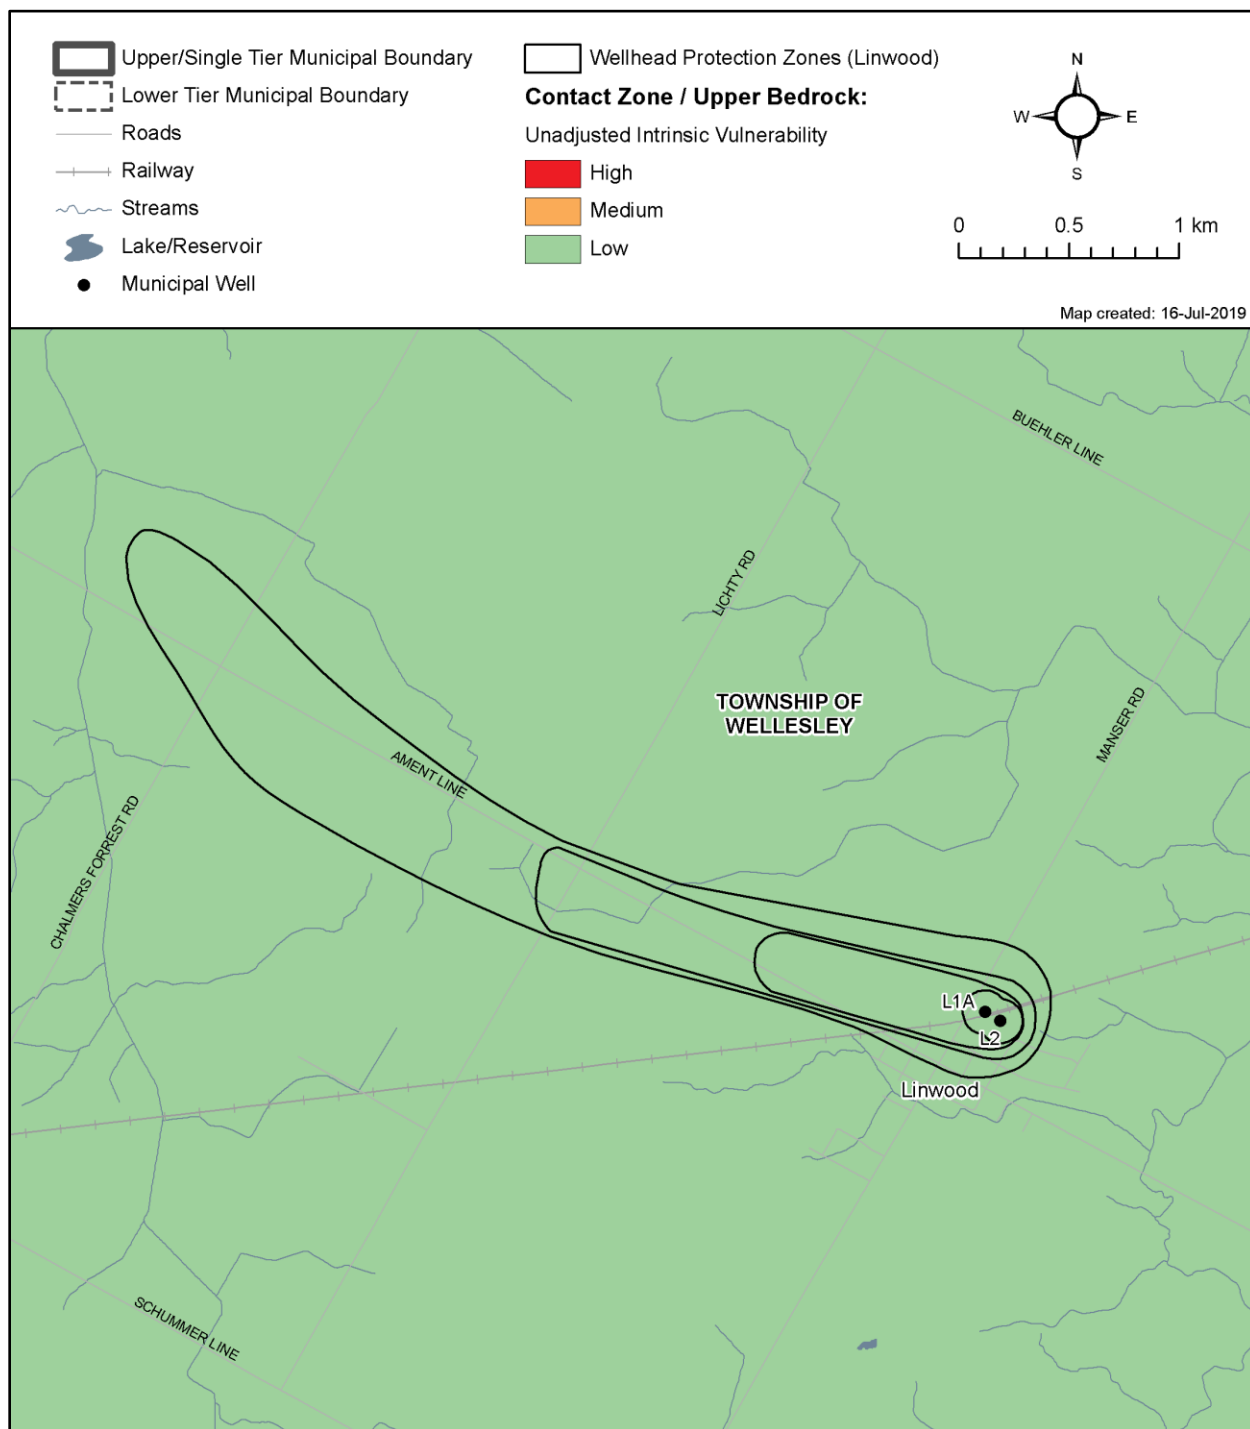 Upper/Single Tier Municipal Boundary
Lower Tier Municipal Boundary
Roads
Railway
Streams
Lake/Reservoir
Municipal Well
Wellhead Protection Zones (Linwood)
Contact Zone / Upper Bedrock:
Unadjusted Intrinsic Vulnerability
High
Medium
Low
N
W
E
S
0 0.5 1 km
Map created: 16-Jul-2019
BUEHLER LINE
LICHTY RD
TOWNSHIP OF
WELLESLEY
MANSER RD
AMENT LINE
CHALMERS FORREST RD
L1A
L2
Linwood
SCHUMMER LINE